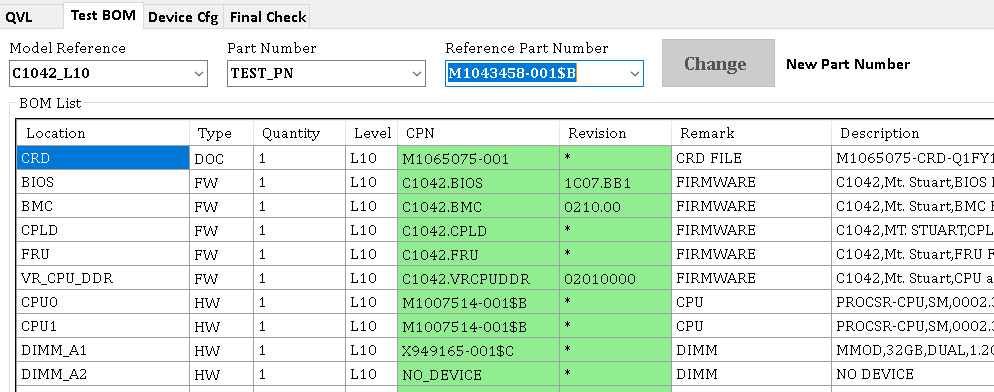 QVL Test BOM Device Cfg Final Check
Model Reference Part Number Reference Part Number
C1042_L10 TEST_PN M1043458-001$B Change New Part Number
BOM List
Location Type Quantity Level CPN Revision Remark Description
CRD DOC 1 L10 M1065075-001 * CRD FILE M1065075-CRD-Q1FY1
BIOS FW 1 L10 C1042.BIOS 1C07.BB1 FIRMWARE C1042,Mt. Stuart,BIOS
BMC FW 1 L10 C1042.BMC 0210.00 FIRMWARE C1042,Mt. Stuart,BMC
CPLD FW 1 L10 C1042.CPLD * FIRMWARE C1042,MT. STUART,CPL
FRU FW 1 L10 C1042.FRU * FIRMWARE C1042,Mt. Stuart,FRU
VR_CPU_DDR FW 1 L10 C1042.VRCPUDDR 02010000 FIRMWARE C1042,Mt. Stuart,CPU a
CPU0 HW 1 L10 M1007514-001$B * CPU PROCSR-CPU,SM,0002.3
CPU1 HW 1 L10 M1007514-001$B * CPU PROCSR-CPU,SM,0002.3
DIMM_A1 HW 1 L10 X949165-001$C * DIMM MMOD,32GB,DUAL,1.20
DIMM_A2 HW 1 L10 NO_DEVICE * DIMM NO DEVICE